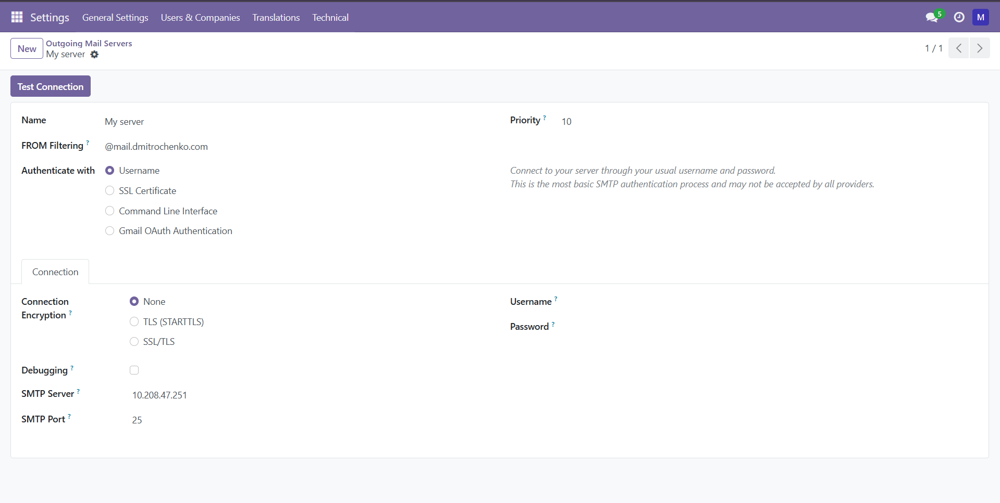 Settings General Settings Users & Companies Translations Technical 5 M
New Outgoing Mail Servers 1 / 1
My server
Test Connection
Name My server Priority ? 10
FROM Filtering ? @mail.dmitrochenko.com
Authenticate with Username Connect to your server through your usual username and password.
This is the most basic SMTP authentication process and may not be accepted by all providers.
SSL Certificate
Command Line Interface
Gmail OAuth Authentication
Connection
Connection None Username ?
Encryption ?
TLS (STARTTLS) Password ?
SSL/TLS
Debugging ?
SMTP Server ? 10.208.47.251
SMTP Port ? 25